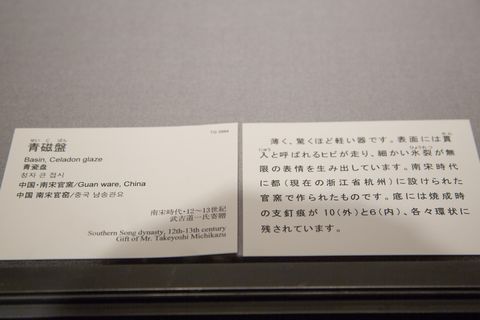 せい じ ばん
青磁盤
TG 2884
Basin, Celadon glaze
青瓷盘
청자 큰 접시
中国・南宋官窯/Guan ware, China
中国 南宋官窑/중국 남송관요
南宋時代・12～13世紀
武吉道一氏寄贈
Southern Song dynasty, 12th-13th century
Gift of Mr. Takeyoshi Michikazu
薄く、驚くほど軽い器です。表面には貫
入と呼ばれるヒビが走り、細かい氷裂が無
限の表情を生み出しています。南宋時代
に都(現在の浙江省杭州)に設けられた
官窯で作られたものです。底には焼成時
の支釘痕が10(外)と6(内)、各々環状に
残されています。